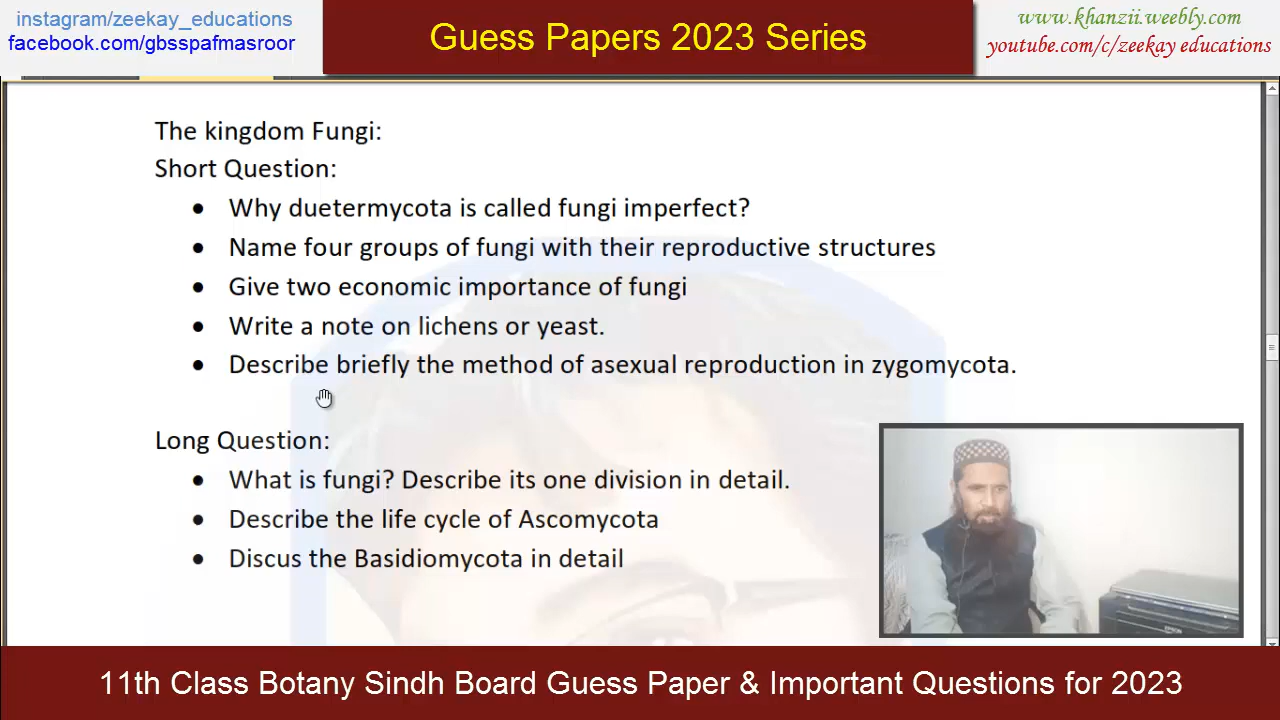 instagram/zeekay_educations
facebook.com/gbsspafmasroor
Guess Papers 2023 Series
www.khanzii.weebly.com
youtube.com/c/zeekay educations
The kingdom Fungi:
Short Question:
• Why duetermycota is called fungi imperfect?
• Name four groups of fungi with their reproductive structures
• Give two economic importance of fungi
• Write a note on lichens or yeast.
• Describe briefly the method of asexual reproduction in zygomycota.
Long Question:
• What is fungi? Describe its one division in detail.
• Describe the life cycle of Ascomycota
• Discus the Basidiomycota in detail
EPSON
11th Class Botany Sindh Board Guess Paper & Important Questions for 2023